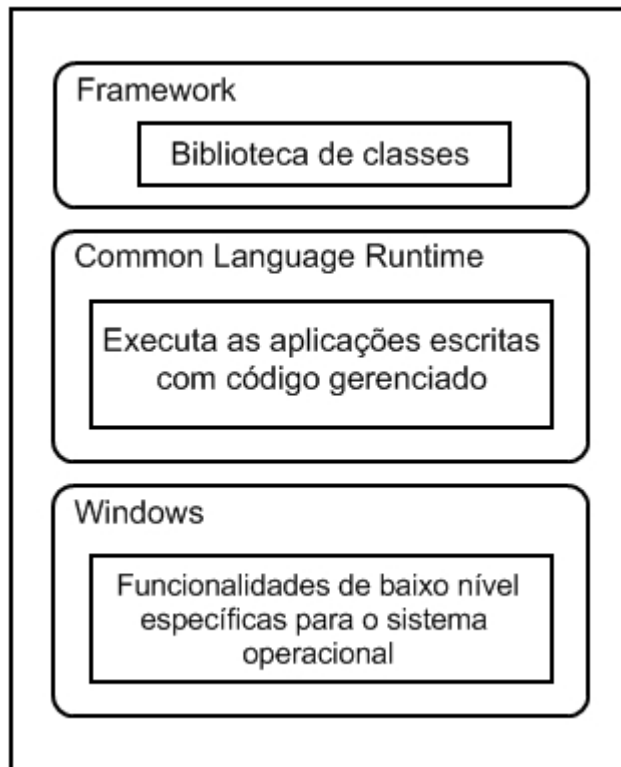 Framework
Biblioteca de classes
Common Language Runtime
Executa as aplicações escritas
com código gerenciado
Windows
Funcionalidades de baixo nível
específicas para o sistema
operacional